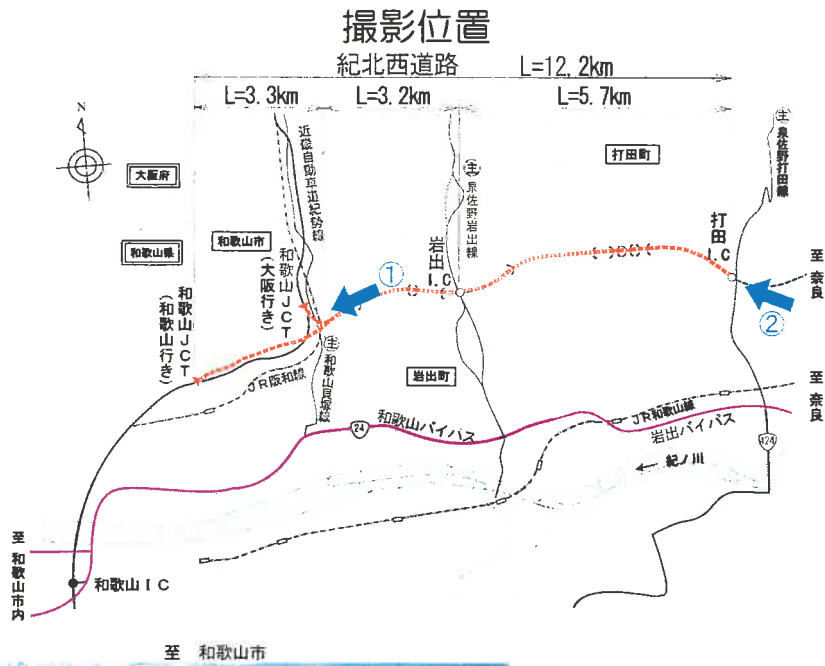 撮影位置
紀北西道路
L=12.2km
L=3.3km
L=3.2km
L=5.7km
N
大阪府
和歌山県
和歌山市
近畿自動車道紀勢線
主
泉佐野岩出線
打田町
主
泉佐野打田線
和歌山JCT
(大阪行き)
①
岩出I.C
打田I.C
至 奈良
②
和歌山JCT
(和歌山行き)
主
和歌山貝塚線
JR阪和線
岩出町
24
和歌山バイパス
JR和歌山線
岩出バイパス
至 奈良
424
紀ノ川
至 和歌山市内
和歌山IC
至 和歌山市